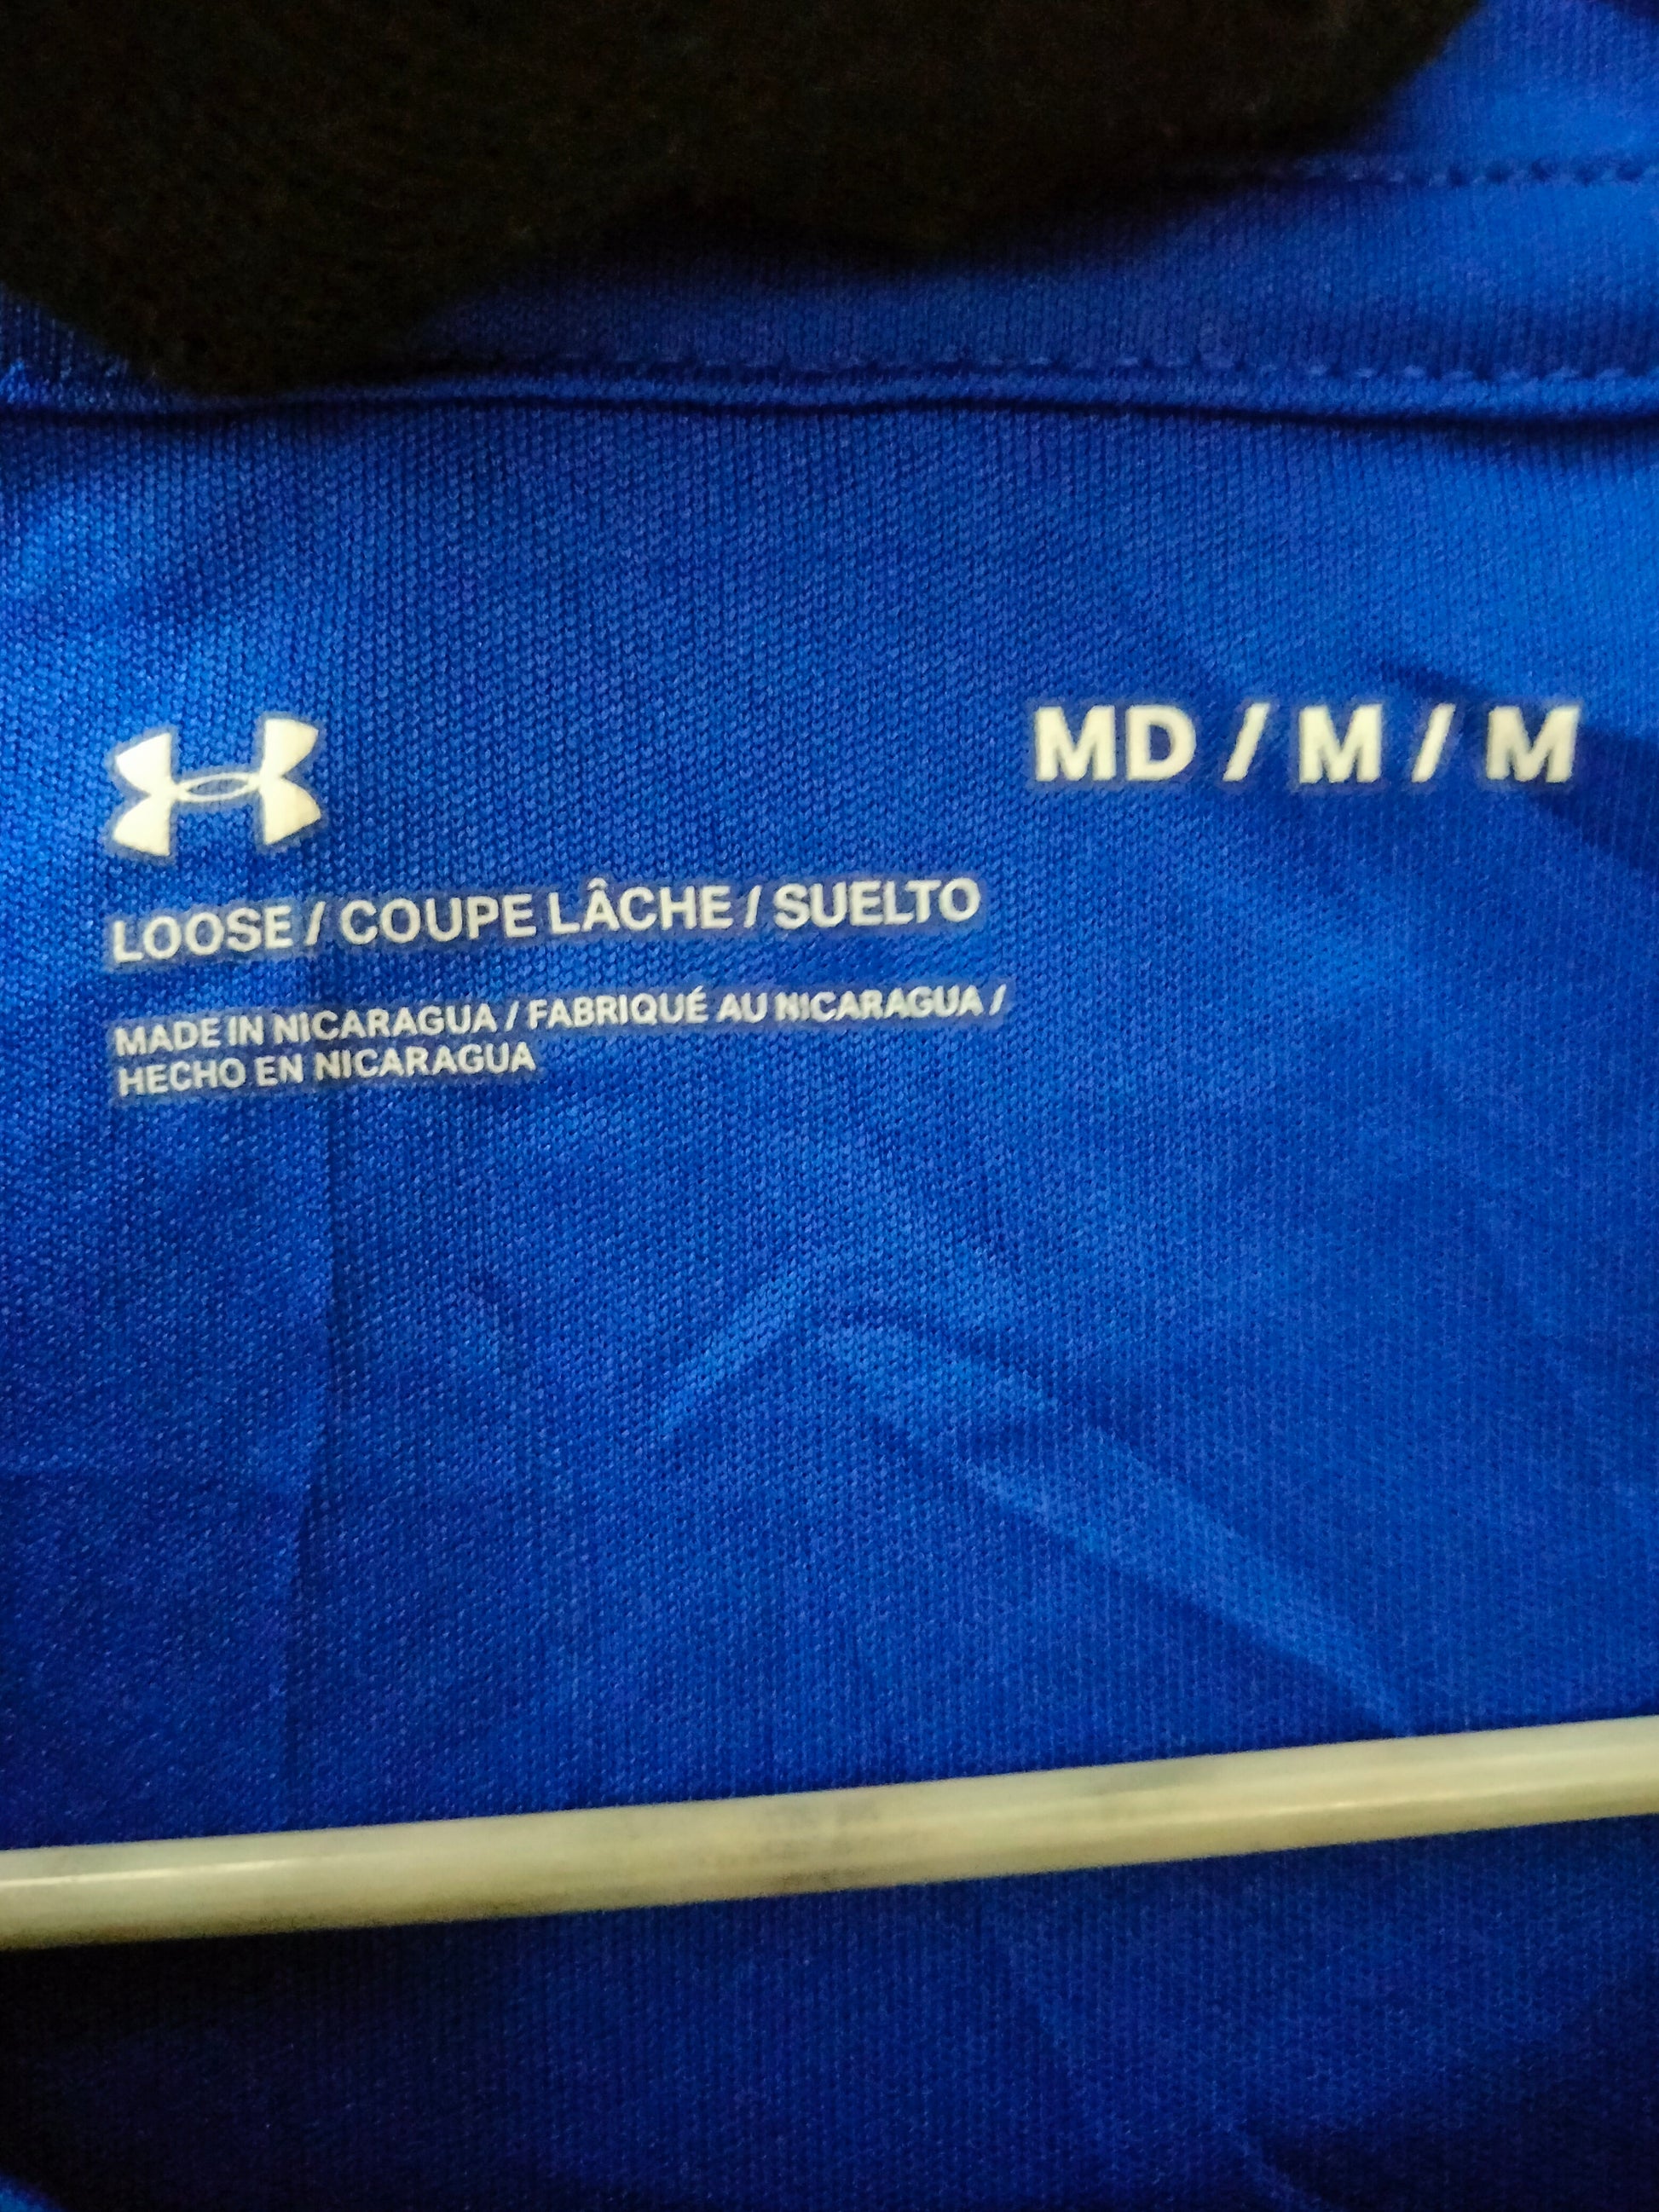 MD / M / M
LOOSE / COUPE LÂCHE / SUELTO
MADE IN NICARAGUA / FABRIQUÉ AU NICARAGUA /
HECHO EN NICARAGUA